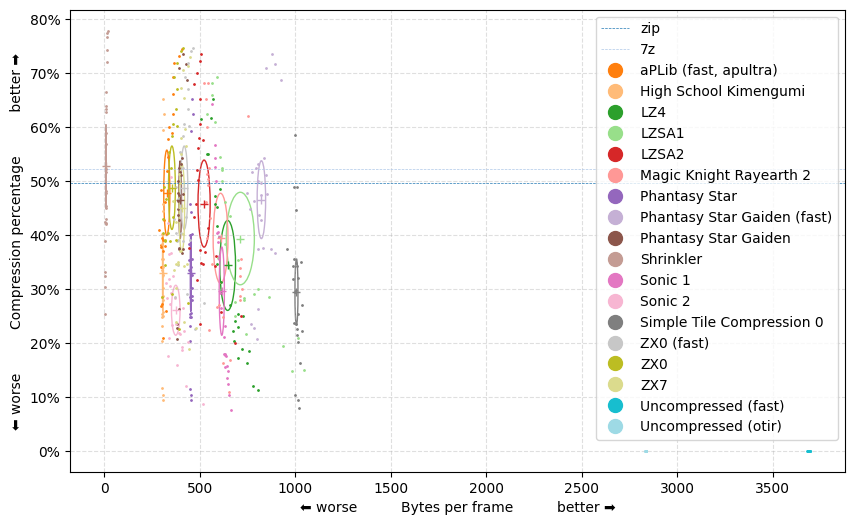 80%
70%
60%
50%
40%
30%
20%
10%
0%
⬅ worse Compression percentage better ➡
0 500 1000 1500 2000 2500 3000 3500
⬅ worse Bytes per frame better ➡
zip
7z
aPLib (fast, apultra)
High School Kimengumi
LZ4
LZSA1
LZSA2
Magic Knight Rayearth 2
Phantasy Star
Phantasy Star Gaiden (fast)
Phantasy Star Gaiden
Shrinkler
Sonic 1
Sonic 2
Simple Tile Compression 0
ZX0 (fast)
ZX0
ZX7
Uncompressed (fast)
Uncompressed (otir)